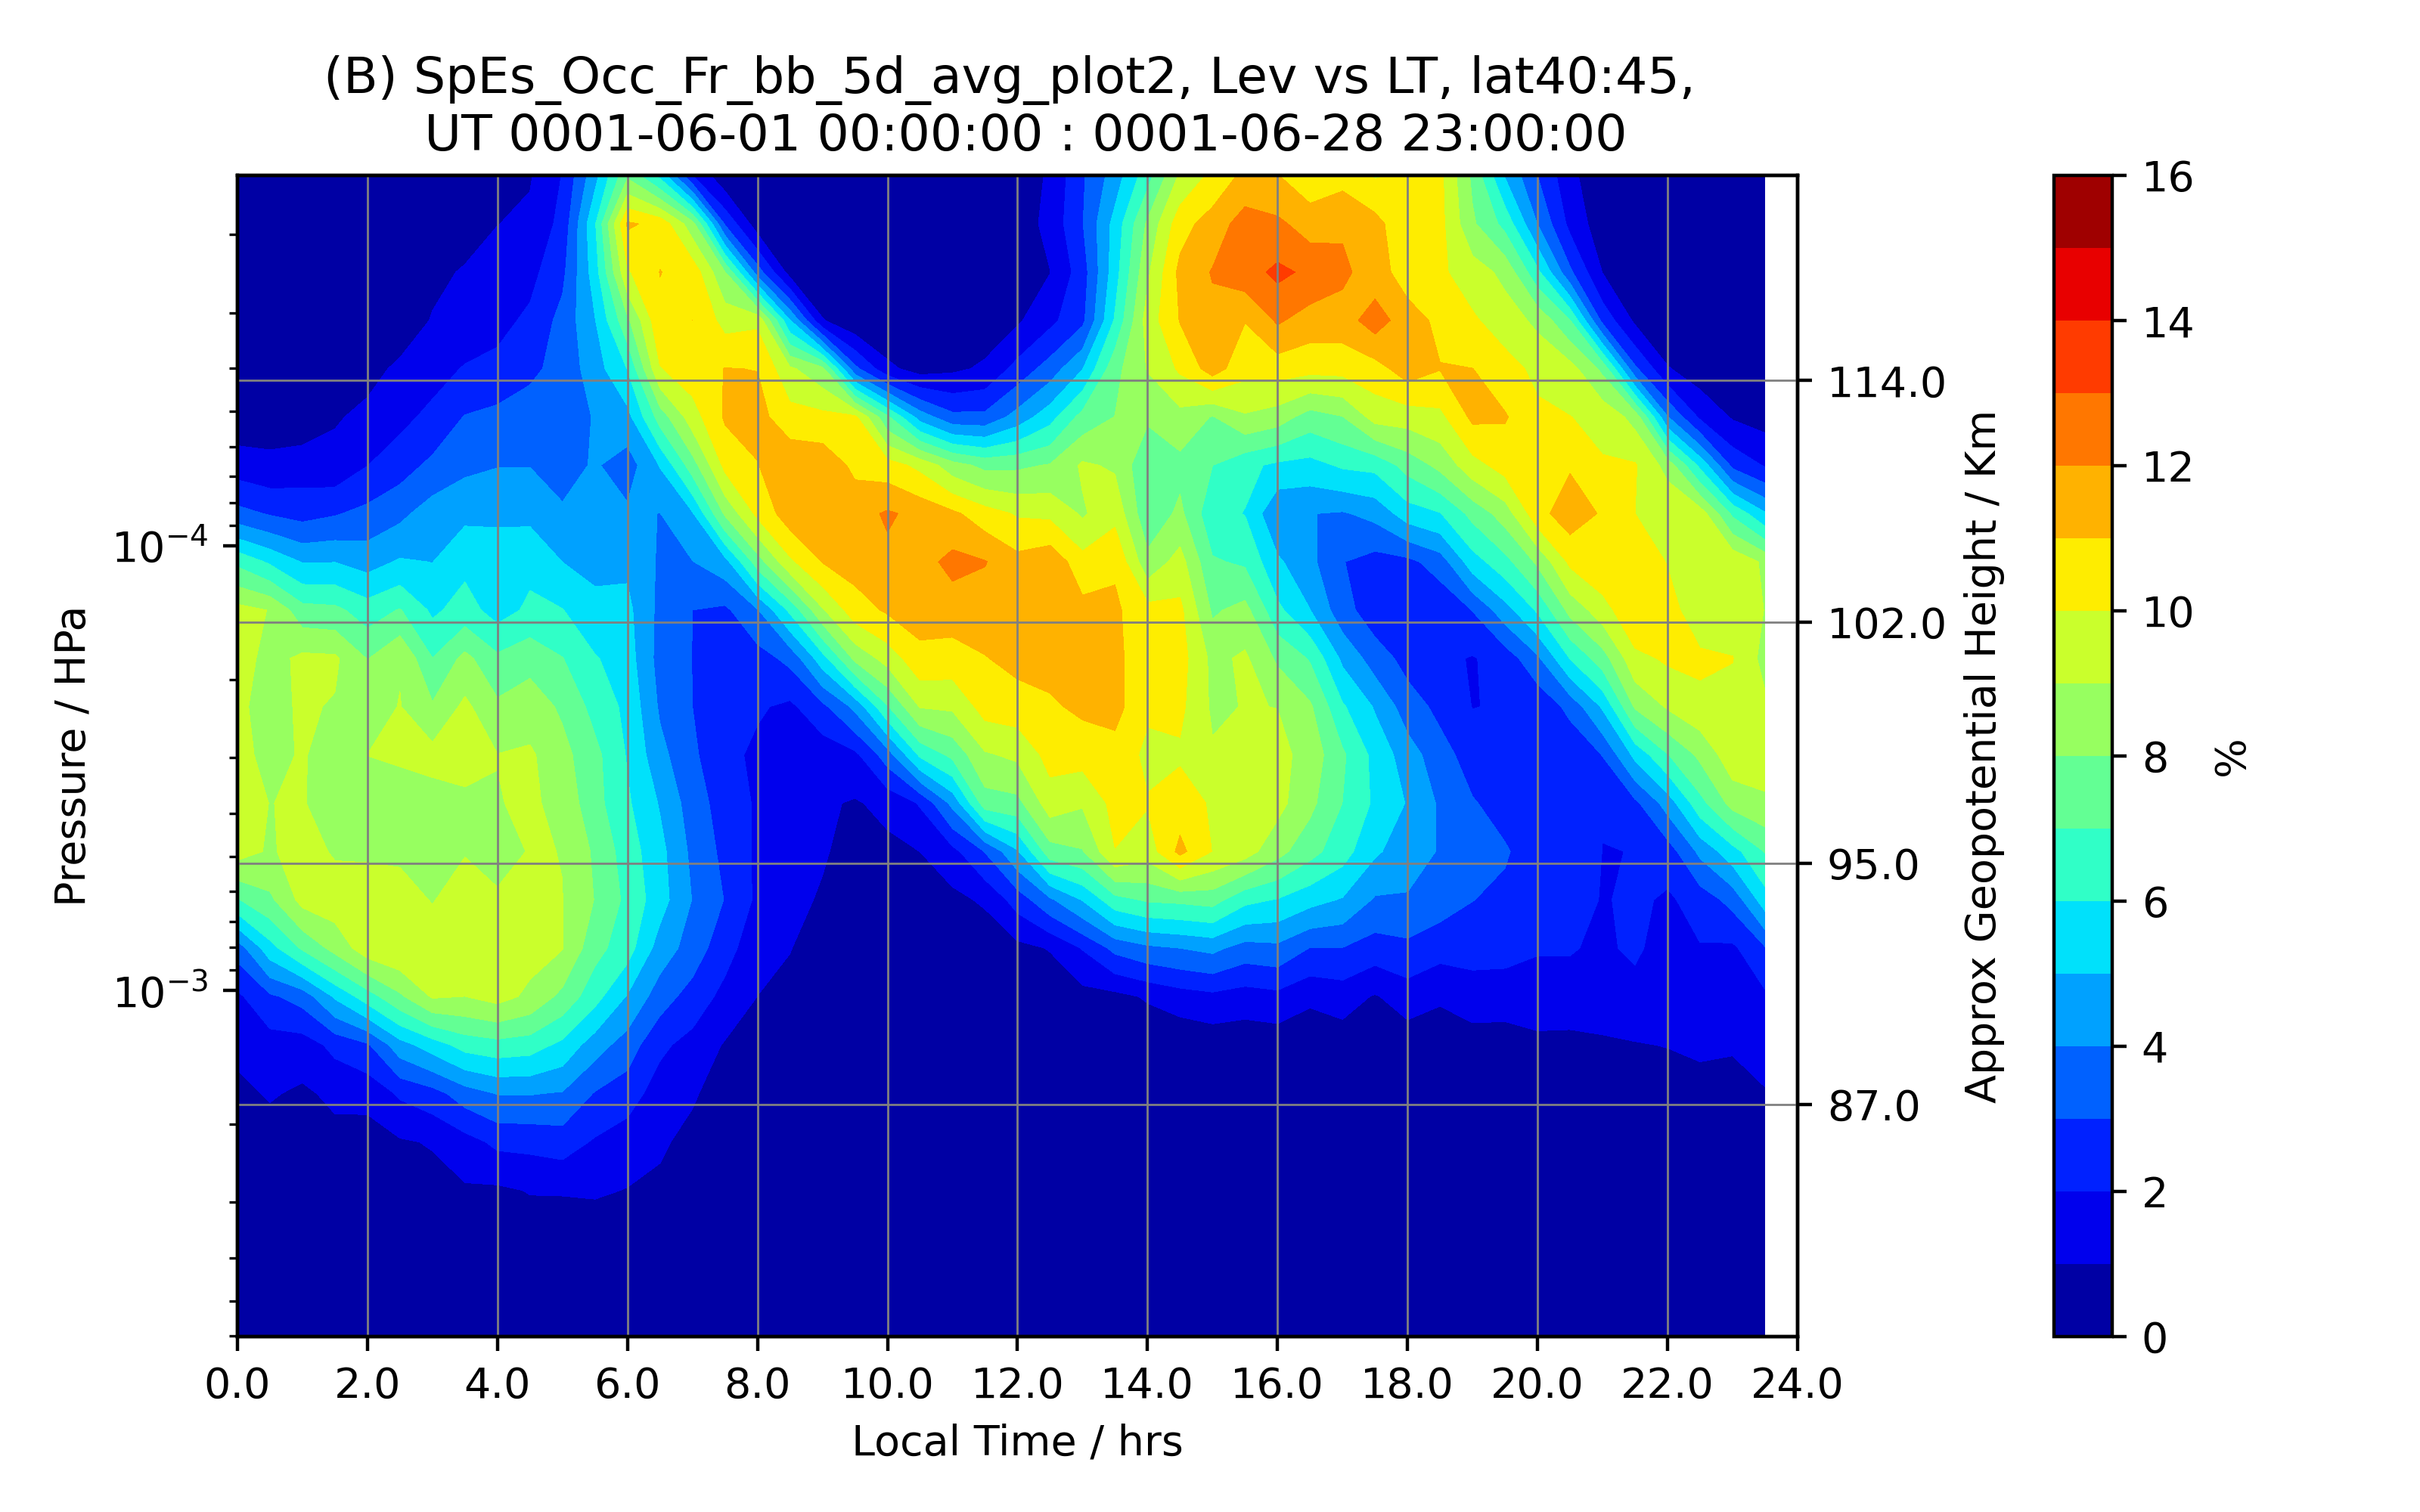 (B) SpEs_Occ_Fr_bb_5d_avg_plot2, Lev vs LT, lat40:45,
UT 0001-06-01 00:00:00 : 0001-06-28 23:00:00
Pressure / HPa
10⁻⁴
10⁻³
0.0 2.0 4.0 6.0 8.0 10.0 12.0 14.0 16.0 18.0 20.0 22.0 24.0
Local Time / hrs
114.0
102.0
95.0
87.0
Approx Geopotential Height / Km
16
14
12
10
8
6
4
2
0
%